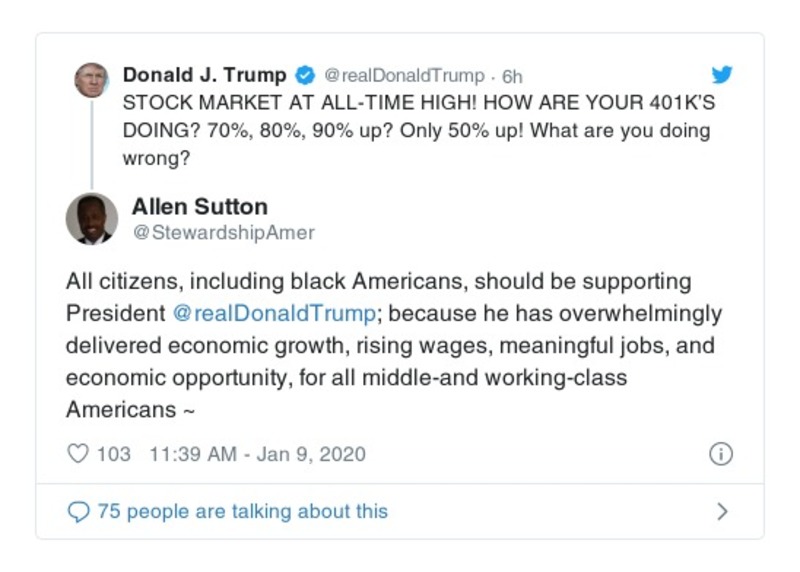 Donald J. Trump @realDonaldTrump · 6h
STOCK MARKET AT ALL-TIME HIGH! HOW ARE YOUR 401K'S
DOING? 70%, 80%, 90% up? Only 50% up! What are you doing
wrong?
Allen Sutton
@StewardshipAmer
All citizens, including black Americans, should be supporting
President @realDonaldTrump; because he has overwhelmingly
delivered economic growth, rising wages, meaningful jobs, and
economic opportunity, for all middle-and working-class
Americans ~
103 11:39 AM - Jan 9, 2020
75 people are talking about this